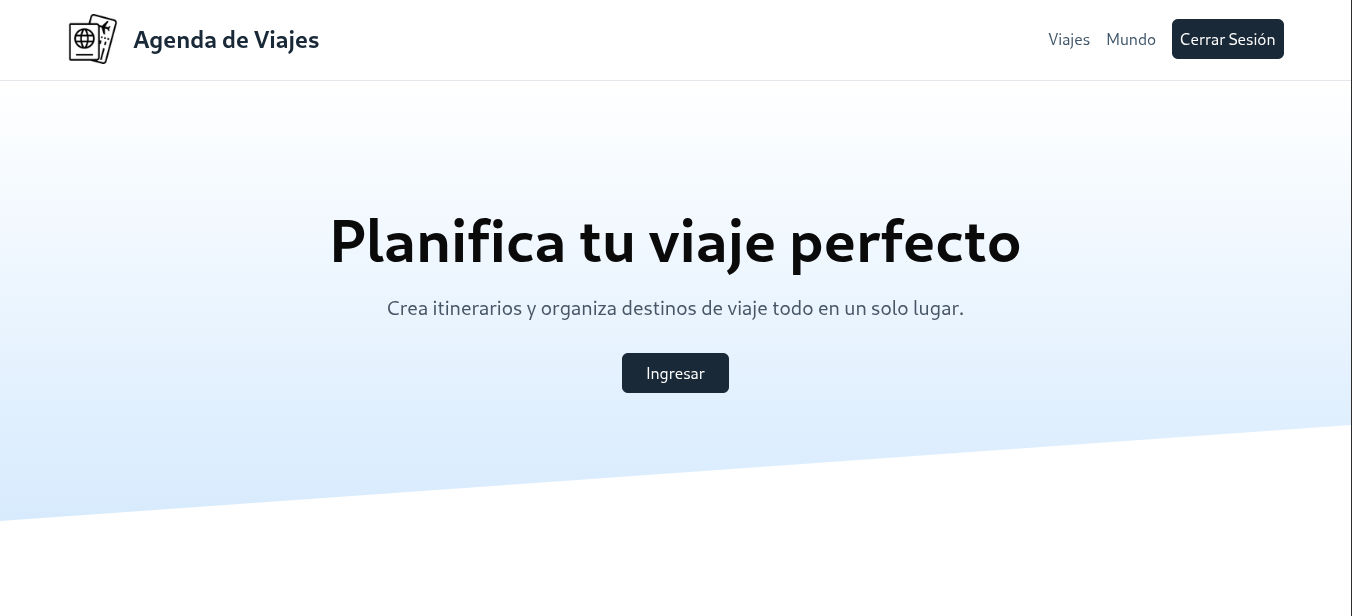 Agenda de Viajes
Viajes Mundo Cerrar Sesión
Planifica tu viaje perfecto
Crea itinerarios y organiza destinos de viaje todo en un solo lugar.
Ingresar